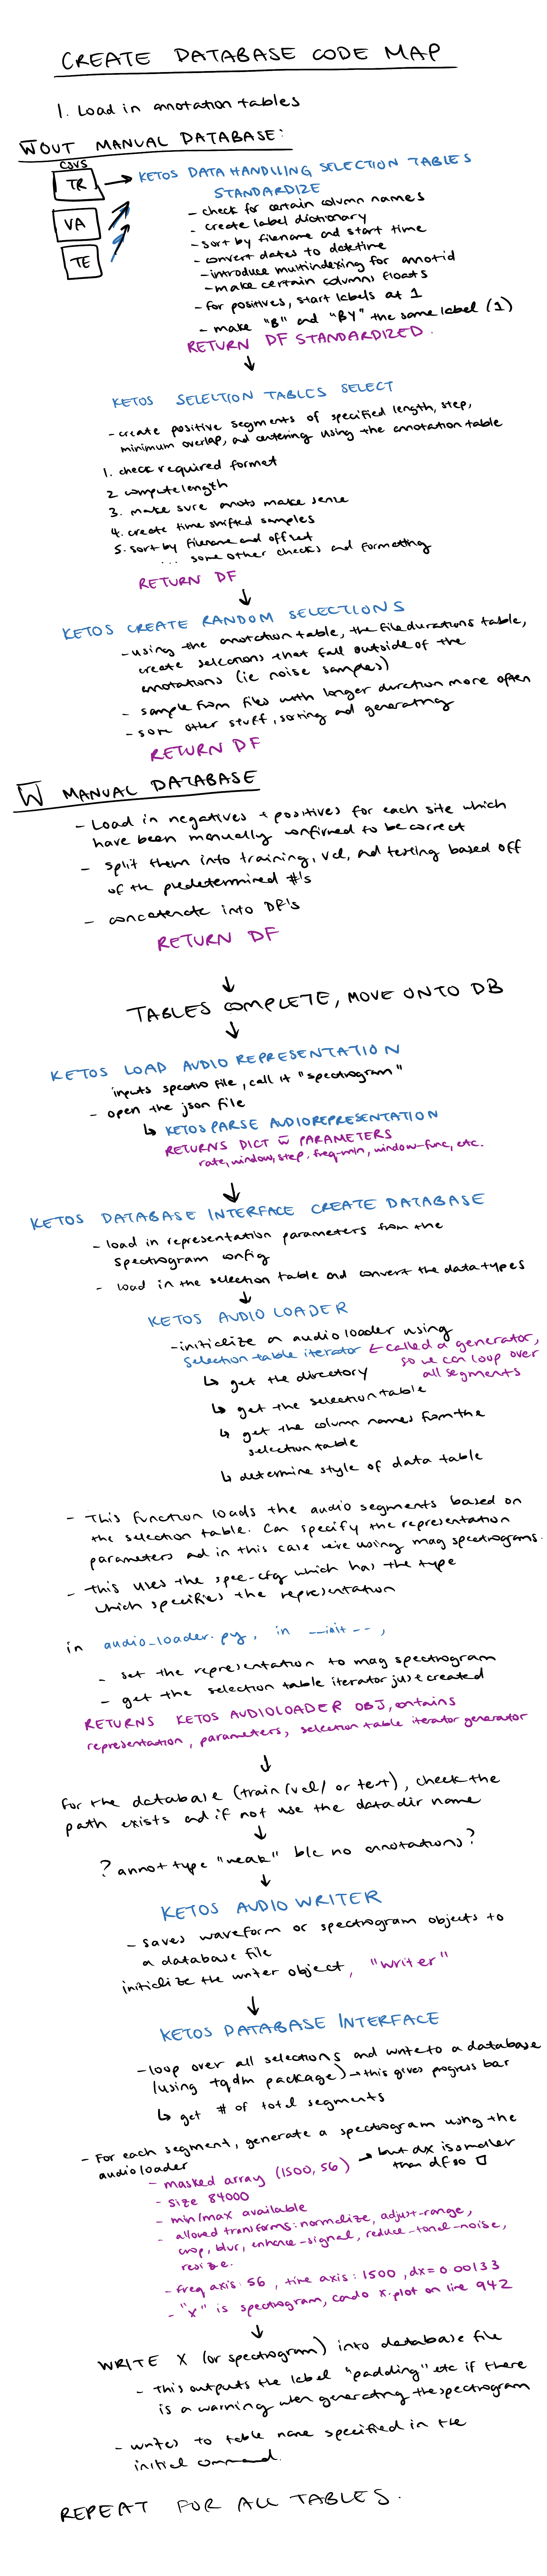 CREATE DATABASE CODE MAP
1. Load in annotation tables
W̅OUT MANUAL DATABASE:
CSVS
TR → KETOS DATA HANDLING SELECTION TABLES
STANDARDIZE
VA
TE
- check for certain column names
- create label dictionary
- sort by filename and start time
- convert dates to datetime
- introduce multindexing for annotid
- make certain columns floats
- for positives, start labels at 1
- make "B" and "BY" the same label (1)
RETURN DF STANDARDIZED.
↓
KETOS SELECTION TABLES SELECT
- create positive segments of specified length, step,
minimum overlap, and centering using the annotation table
1. check required format
2 compute length
3. make sure anots make sense
4. create time shifted samples
5. sort by filename and offset
... some other checks and formatting
RETURN DF
↓
KETOS CREATE RANDOM SELECTIONS
- using the annotation table, the file durations table,
create selections that fall outside of the
annotations (ie noise samples)
- sample from files with longer duration more often
- some other stuff, sorting and generating
RETURN DF
W̅ MANUAL DATABASE
- Load in negatives + positives for each site which
have been manually confirmed to be correct
- split them into training, val, and testing based off
of the predetermined #'s
- concatenate into DF's
RETURN DF
↓
TABLES COMPLETE, MOVE ONTO DB
↓
KETOS LOAD AUDIO REPRESENTATION
inputs spectro file, call it "spectrogram"
- open the json file
↳ KETOS PARSE AUDIOREPRESENTATION
RETURNS DICT W̅ PARAMETERS
rate, window, step, freq-min, window-func, etc.
↓
KETOS DATABASE INTERFACE CREATE DATABASE
- load in representation parameters from the
spectrogram config
- load in the selection table and convert the data types
↓
KETOS AUDIO LOADER
- initialize an audio loader using
selection table iterator ← called a generator,
so we can loop over
all segments
↳ get the directory
↳ get the selection table
↳ get the column names from the
selection table
↳ determine style of data table
- This function loads the audio segments based on
the selection table. Can specify the representation
parameters and in this case we're using mag spectrograms.
- this uses the spec-cfg which has the type
which specifies the representation
in audio_loader.py, in __init__,
- set the representation to mag spectrogram
- get the selection table iterator just created
RETURNS KETOS AUDIOLOADER OBJ, contains
representation, parameters, selection table iterator generator
↓
for the database (train/val/ or test), check the
path exists and if not use the data dir name
↓
? annot type "weak" b/c no annotations?
↓
KETOS AUDIO WRITER
- saves waveform or spectrogram objects to
a database file
initialize the writer object, "writer"
↓
KETOS DATABASE INTERFACE
- loop over all selections and write to a database
(using tqdm package) → this gives progress bar
↳ get # of total segments
- For each segment, generate a spectrogram using the
audioloader
- masked array (1500, 56) → but dx is smaller
than df so ▯
- size 84000
- min/max available
- allowed transforms: normalize, adjust-range,
crop, blur, enhance-signal, reduce-tonal-noise,
resize.
- freq axis: 56, time axis: 1500, dx= 0.00133
- "x" is spectrogram, can do x.plot on line 942
↓
WRITE X (or spectrogram) into database file
- This outputs the label "padding" etc if there
is a warning when generating the spectrogram
- writes to table name specified in the
initial command.
REPEAT FOR ALL TABLES.